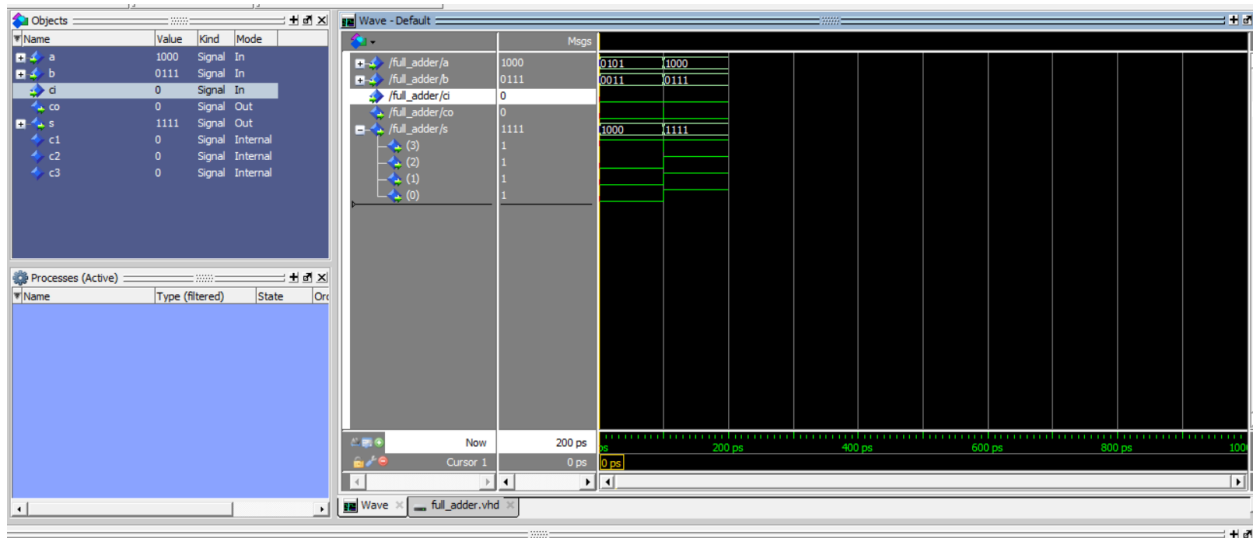 Objects
Name Value Kind Mode
a 1000 Signal In
b 0111 Signal In
ci 0 Signal In
co 0 Signal Out
s 1111 Signal Out
c1 0 Signal Internal
c2 0 Signal Internal
c3 0 Signal Internal
Processes (Active)
Name Type (filtered) State Ord
Wave - Default
Msgs
/full_adder/a 1000 0101 1000
/full_adder/b 0111 0011 0111
/full_adder/ci 0
/full_adder/co 0
/full_adder/s 1111 1000 1111
(3) 1
(2) 1
(1) 1
(0) 1
Now 200 ps ps 200 ps 400 ps 600 ps 800 ps 100
Cursor 1 0 ps 0 ps
Wave full_adder.vhd